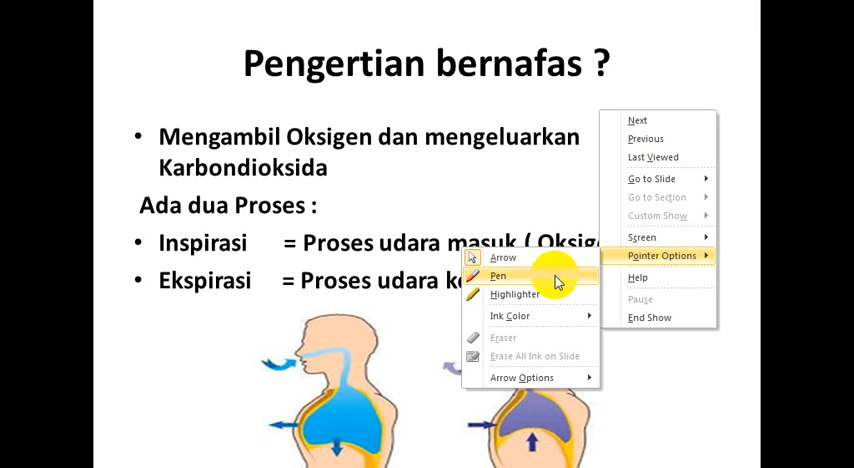 Pengertian bernafas ?
• Mengambil Oksigen dan mengeluarkan
Karbondioksida
Ada dua Proses :
• Inspirasi = Proses udara masuk ( Oksig
• Ekspirasi = Proses udara k
Next
Previous
Last Viewed
Go to Slide
Go to Section
Custom Show
Screen
Pointer Options
Help
Pause
End Show
Arrow
Pen
Highlighter
Ink Color
Eraser
Erase All Ink on Slide
Arrow Options